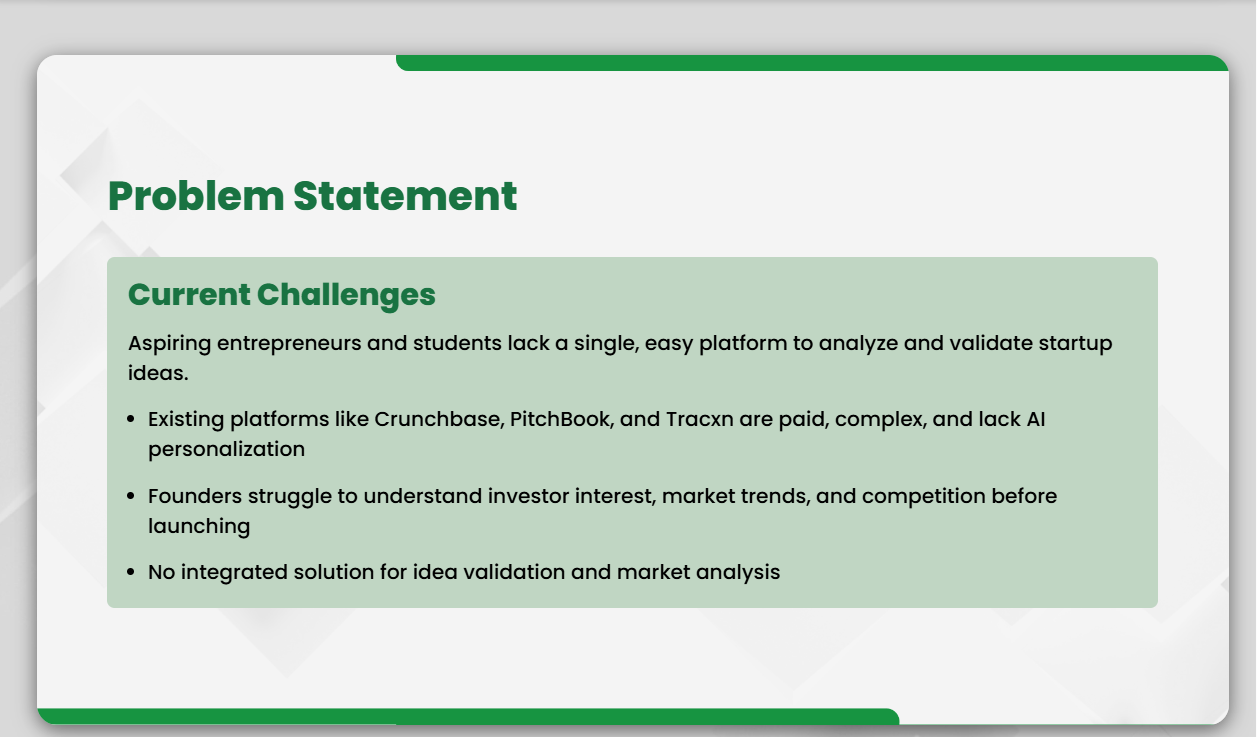 Problem Statement
Current Challenges
Aspiring entrepreneurs and students lack a single, easy platform to analyze and validate startup
ideas.
• Existing platforms like Crunchbase, PitchBook, and Tracxn are paid, complex, and lack AI
personalization
• Founders struggle to understand investor interest, market trends, and competition before
launching
• No integrated solution for idea validation and market analysis